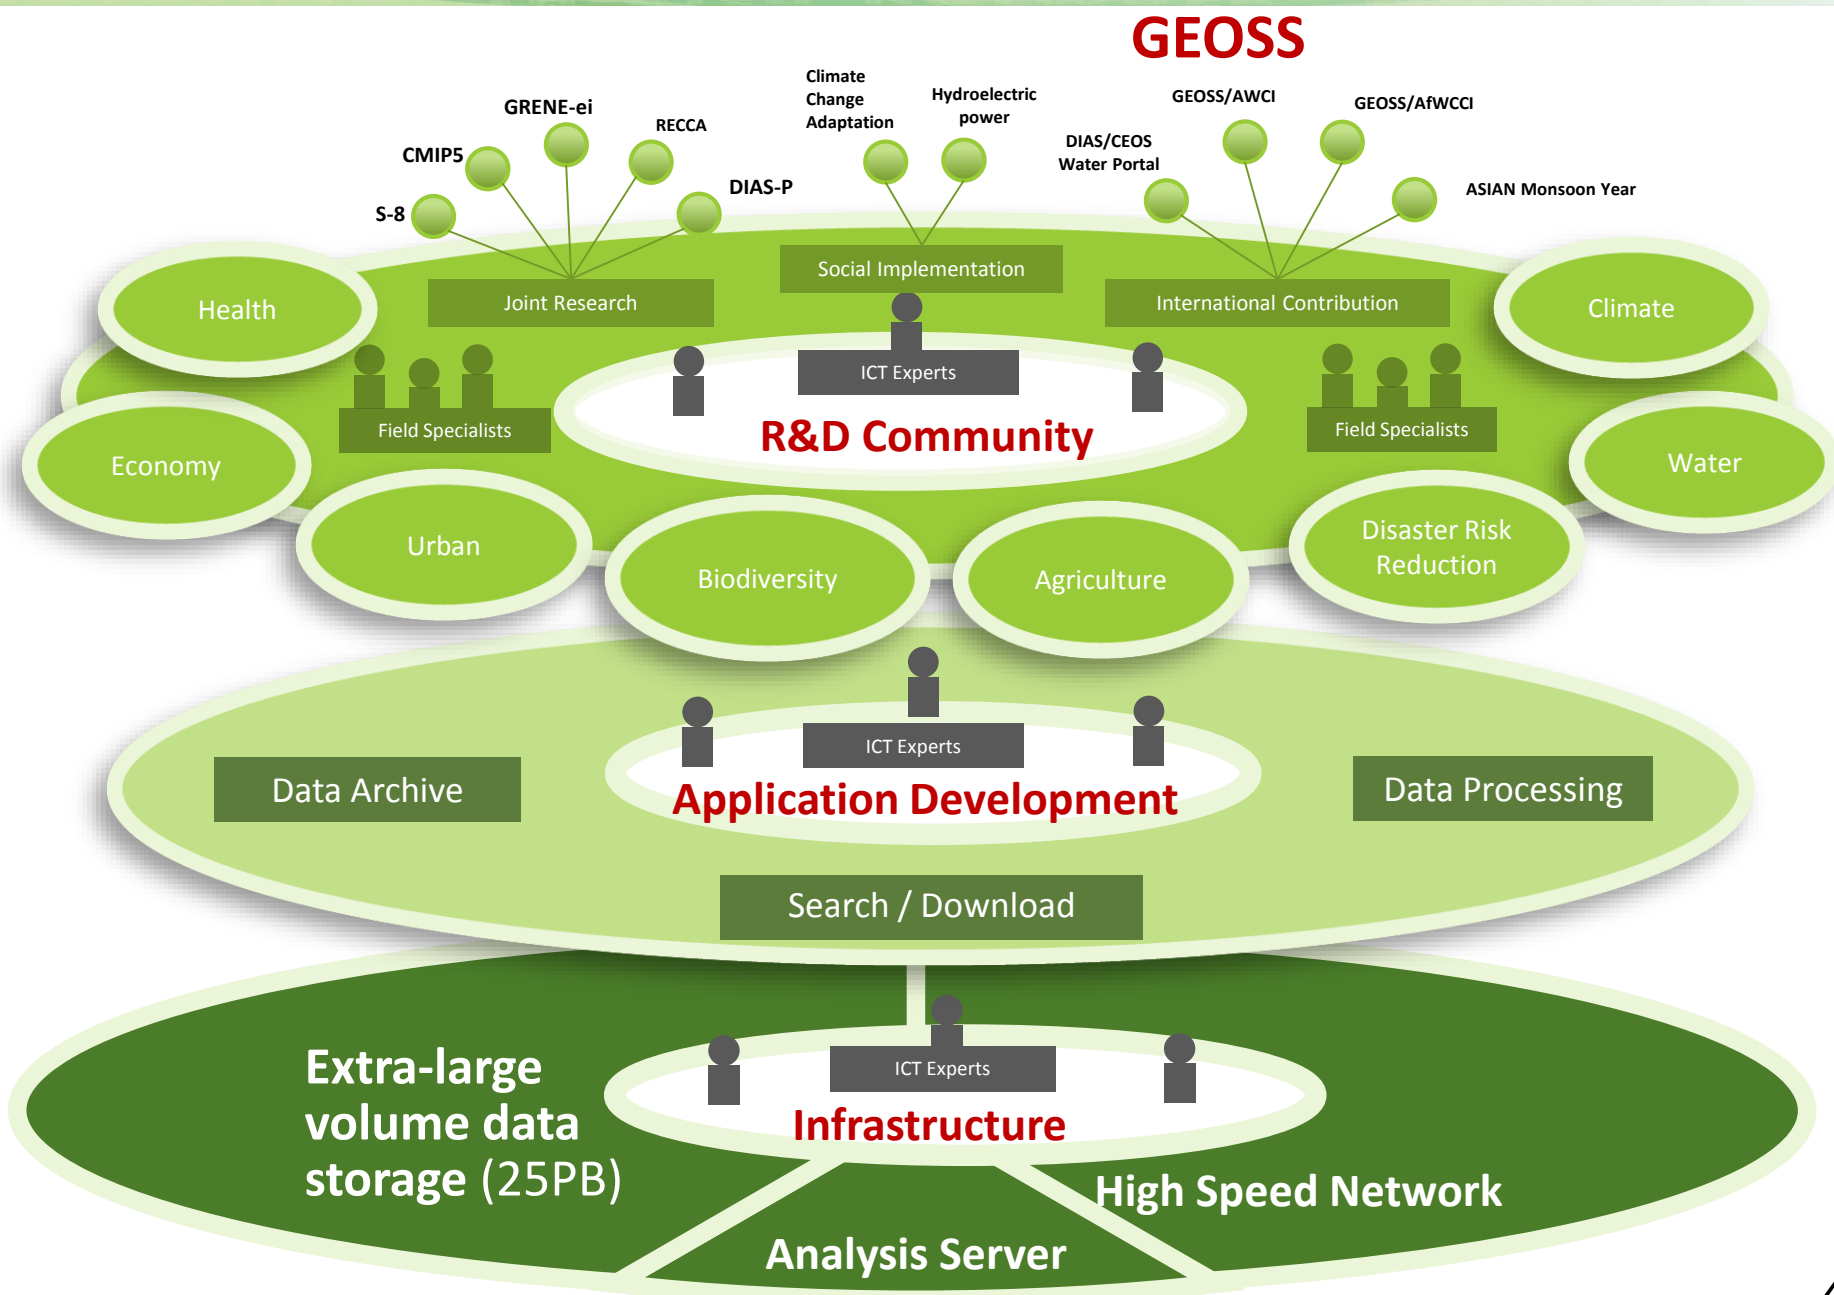 GEOSS
Climate
Change
Adaptation
Hydroelectric
power
GRENE-ei
RECCA
CMIP5
S-8
DIAS-P
GEOSS/AWCI
GEOSS/AfWCCI
DIAS/CEOS
Water Portal
ASIAN Monsoon Year
Joint Research
Social Implementation
International Contribution
Health
Climate
ICT Experts
Field Specialists
R&D Community
Field Specialists
Economy
Water
Urban
Biodiversity
Agriculture
Disaster Risk
Reduction
ICT Experts
Data Archive
Application Development
Data Processing
Search / Download
ICT Experts
Infrastructure
Extra-large
volume data
storage (25PB)
High Speed Network
Analysis Server